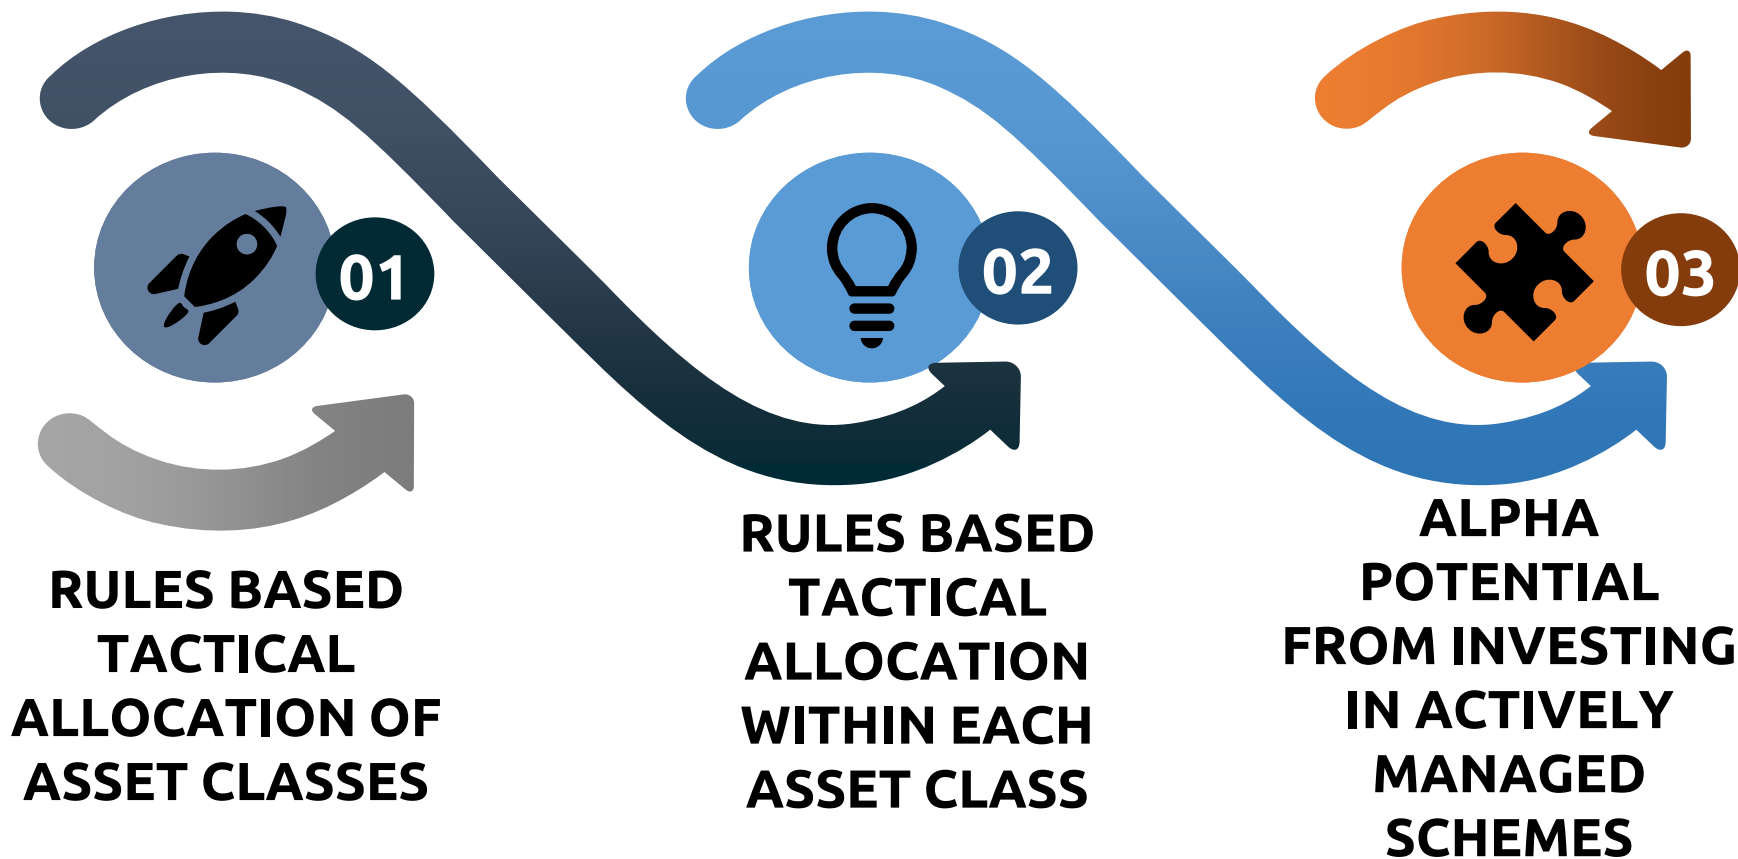 01
RULES BASED
TACTICAL
ALLOCATION OF
ASSET CLASSES
02
RULES BASED
TACTICAL
ALLOCATION
WITHIN EACH
ASSET CLASS
03
ALPHA
POTENTIAL
FROM INVESTING
IN ACTIVELY
MANAGED
SCHEMES